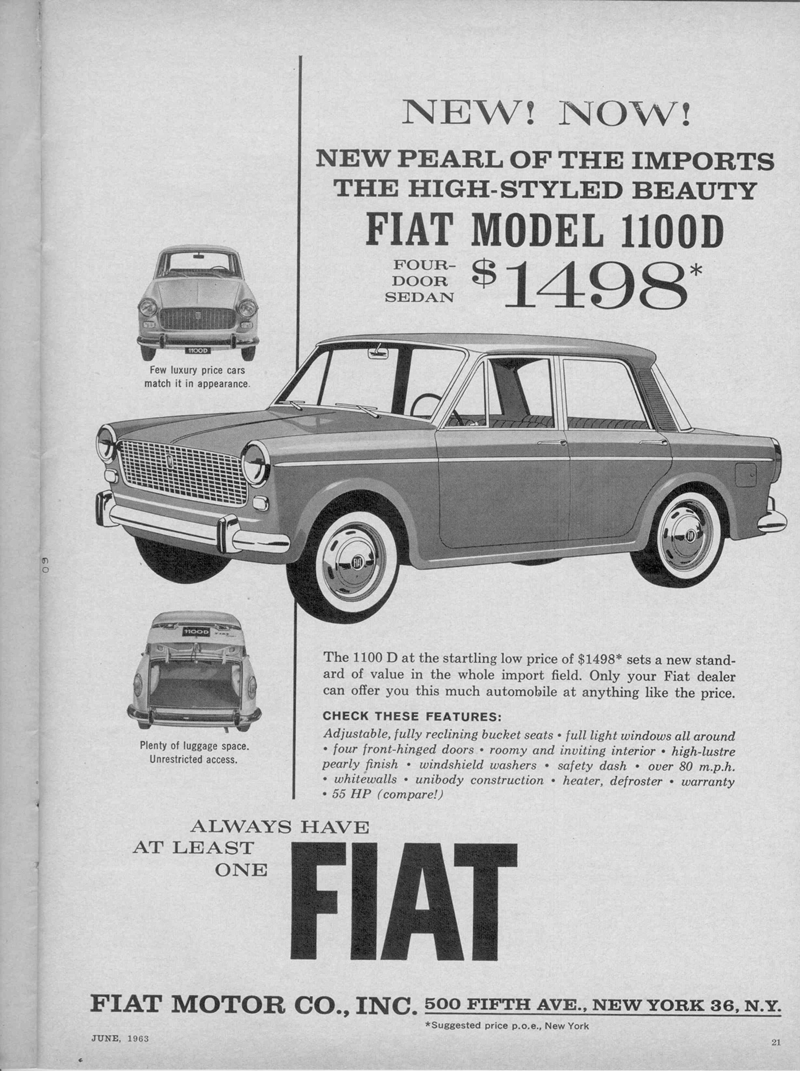 NEW! NOW!
NEW PEARL OF THE IMPORTS
THE HIGH-STYLED BEAUTY
FIAT MODEL 1100D
FOUR-
DOOR
SEDAN
$1498*
1100D
Few luxury price cars
match it in appearance.
1100D
Plenty of luggage space.
Unrestricted access.
The 1100 D at the startling low price of $1498* sets a new stand-
ard of value in the whole import field. Only your Fiat dealer
can offer you this much automobile at anything like the price.
CHECK THESE FEATURES:
Adjustable, fully reclining bucket seats • full light windows all around
• four front-hinged doors • roomy and inviting interior • high-lustre
pearly finish • windshield washers • safety dash • over 80 m.p.h.
• whitewalls • unibody construction • heater, defroster • warranty
• 55 HP (compare!)
ALWAYS HAVE
AT LEAST
ONE
FIAT
FIAT MOTOR CO., INC. 500 FIFTH AVE., NEW YORK 36, N.Y.
*Suggested price p.o.e., New York
JUNE, 1963
21